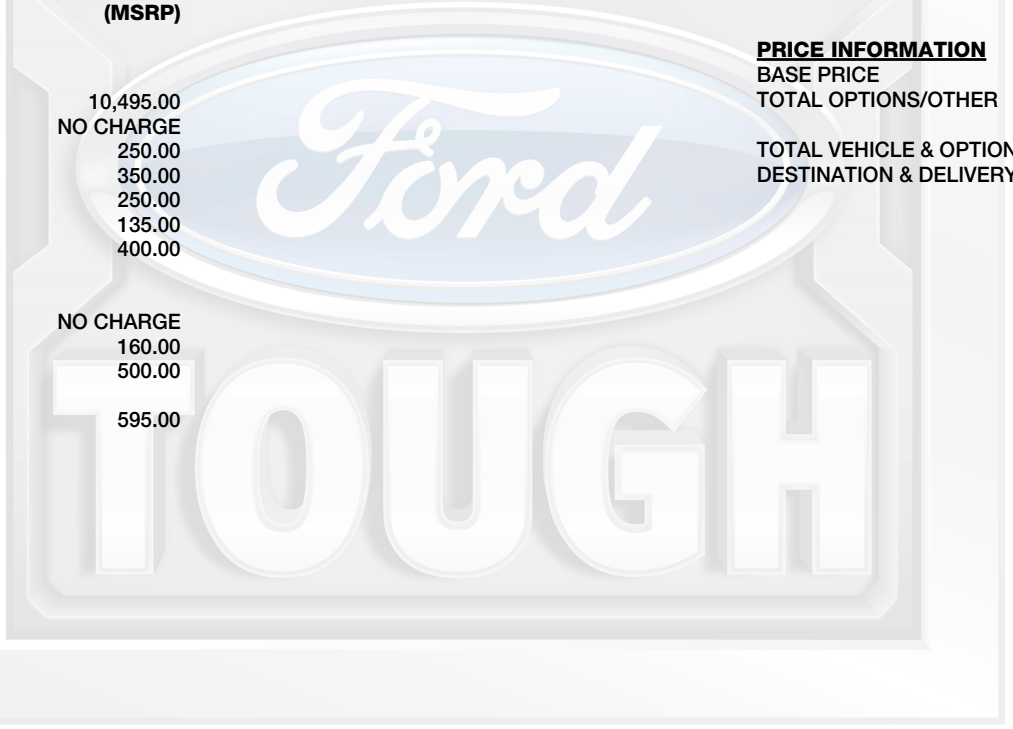 (MSRP)
10,495.00
NO CHARGE
250.00
350.00
250.00
135.00
400.00
NO CHARGE
160.00
500.00
595.00
PRICE INFORMATION
BASE PRICE
TOTAL OPTIONS/OTHER
TOTAL VEHICLE & OPTION
DESTINATION & DELIVERY
Ford
TOUGH